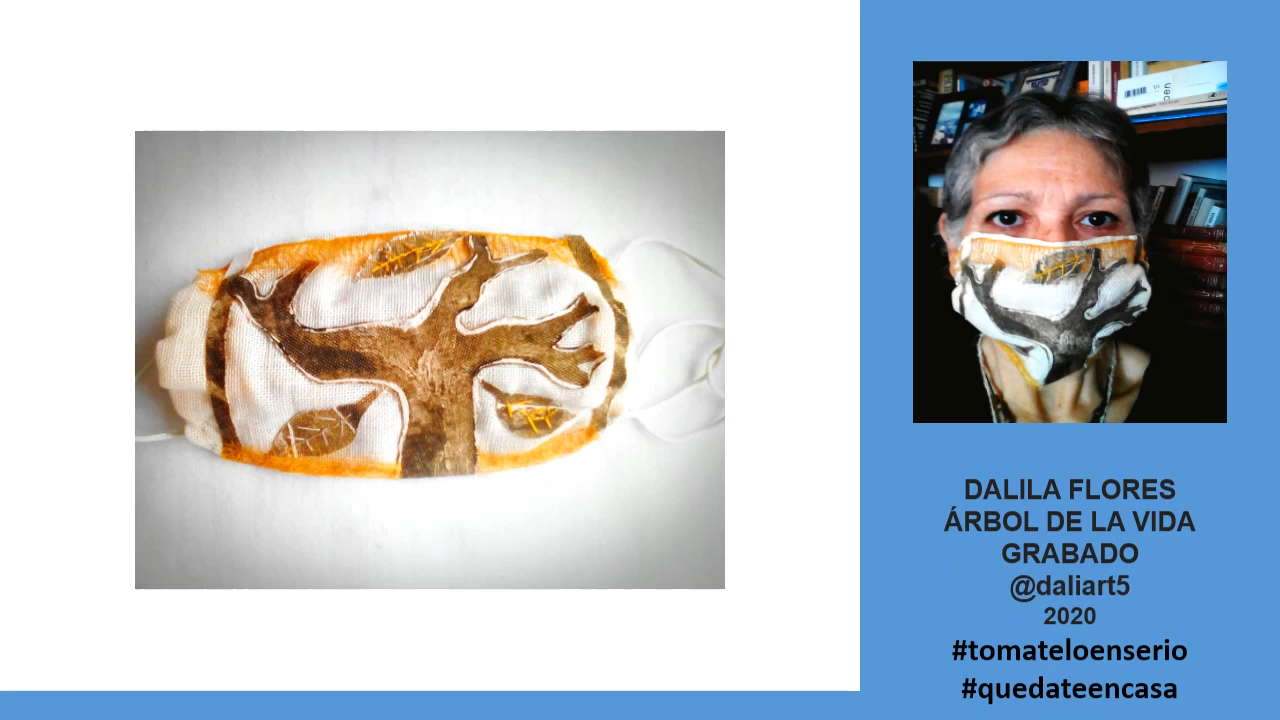 DALILA FLORES
ÁRBOL DE LA VIDA
GRABADO
@daliart5
2020
#tomateloenserio
#quedateencasa